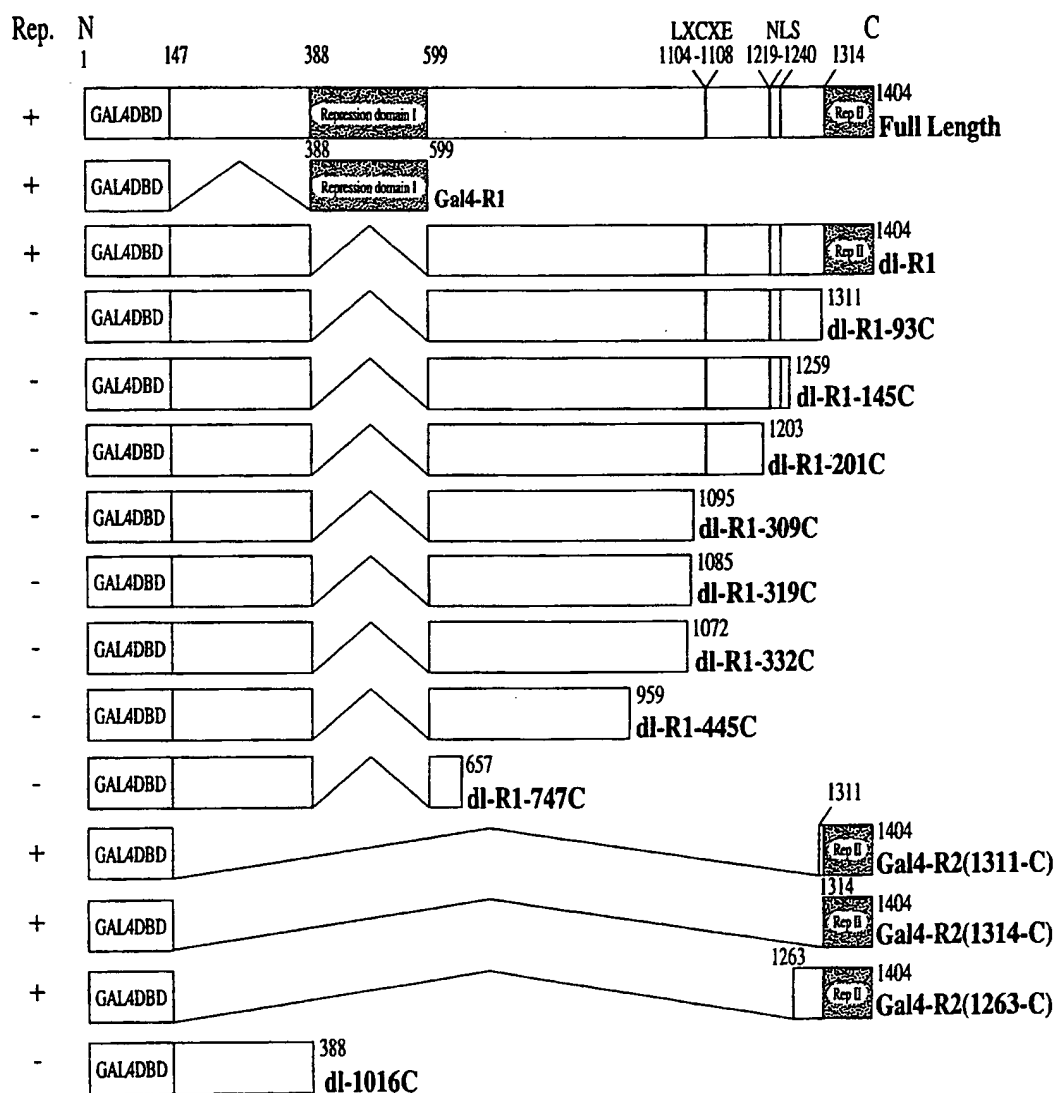 Rep. N LXCXE NLS C
1 147 388 599 1104-1108 1219-1240 1314
+ GAL4DBD Repression domain I Rep II 1404 Full Length
388 599
+ GAL4DBD Repression domain I Gal4-R1
+ GAL4DBD Rep II 1404 dl-R1
- GAL4DBD 1311 dl-R1-93C
- GAL4DBD 1259 dl-R1-145C
- GAL4DBD 1203 dl-R1-201C
- GAL4DBD 1095 dl-R1-309C
- GAL4DBD 1085 dl-R1-319C
- GAL4DBD 1072 dl-R1-332C
- GAL4DBD 959 dl-R1-445C
- GAL4DBD 657 dl-R1-747C
1311
+ GAL4DBD Rep II 1404 Gal4-R2(1311-C)
1314
+ GAL4DBD Rep II 1404 Gal4-R2(1314-C)
1263
+ GAL4DBD Rep II 1404 Gal4-R2(1263-C)
- GAL4DBD 388 dl-1016C